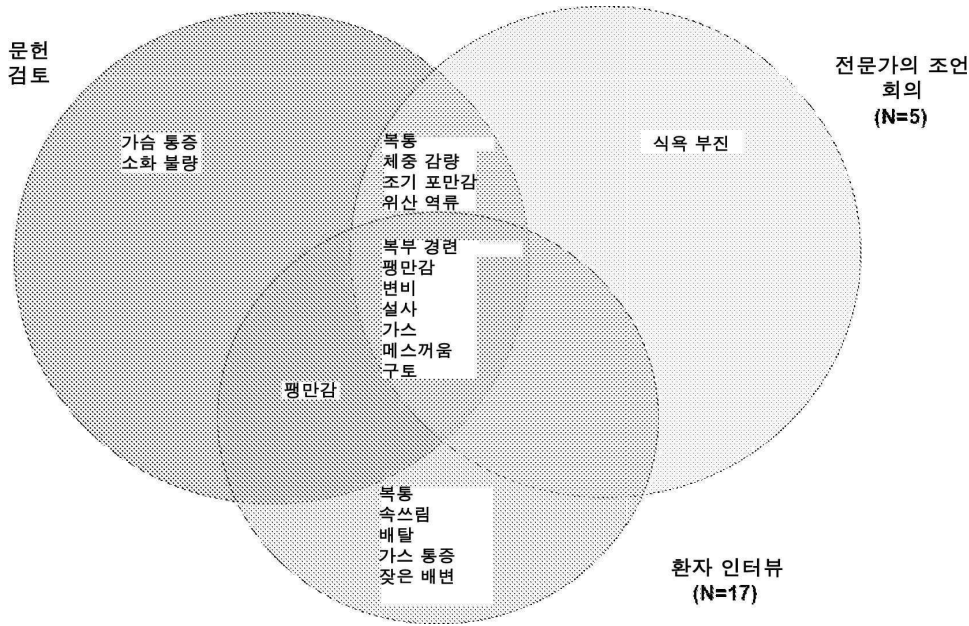 문헌
검토
전문가의 조언
회의
(N=5)
가슴 통증
소화 불량
복통
체중 감량
조기 포만감
위산 역류
식욕 부진
복부 경련
팽만감
변비
설사
가스
메스꺼움
구토
팽만감
복통
속쓰림
배탈
가스 통증
잦은 배변
환자 인터뷰
(N=17)